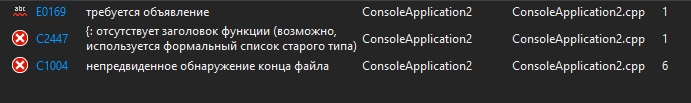 abc E0169 требуется объявление ConsoleApplication2 ConsoleApplication2.cpp 1
C2447 {: отсутствует заголовок функции (возможно, используется формальный список старого типа) ConsoleApplication2 ConsoleApplication2.cpp 1
C1004 непредвиденное обнаружение конца файла ConsoleApplication2 ConsoleApplication2.cpp 6